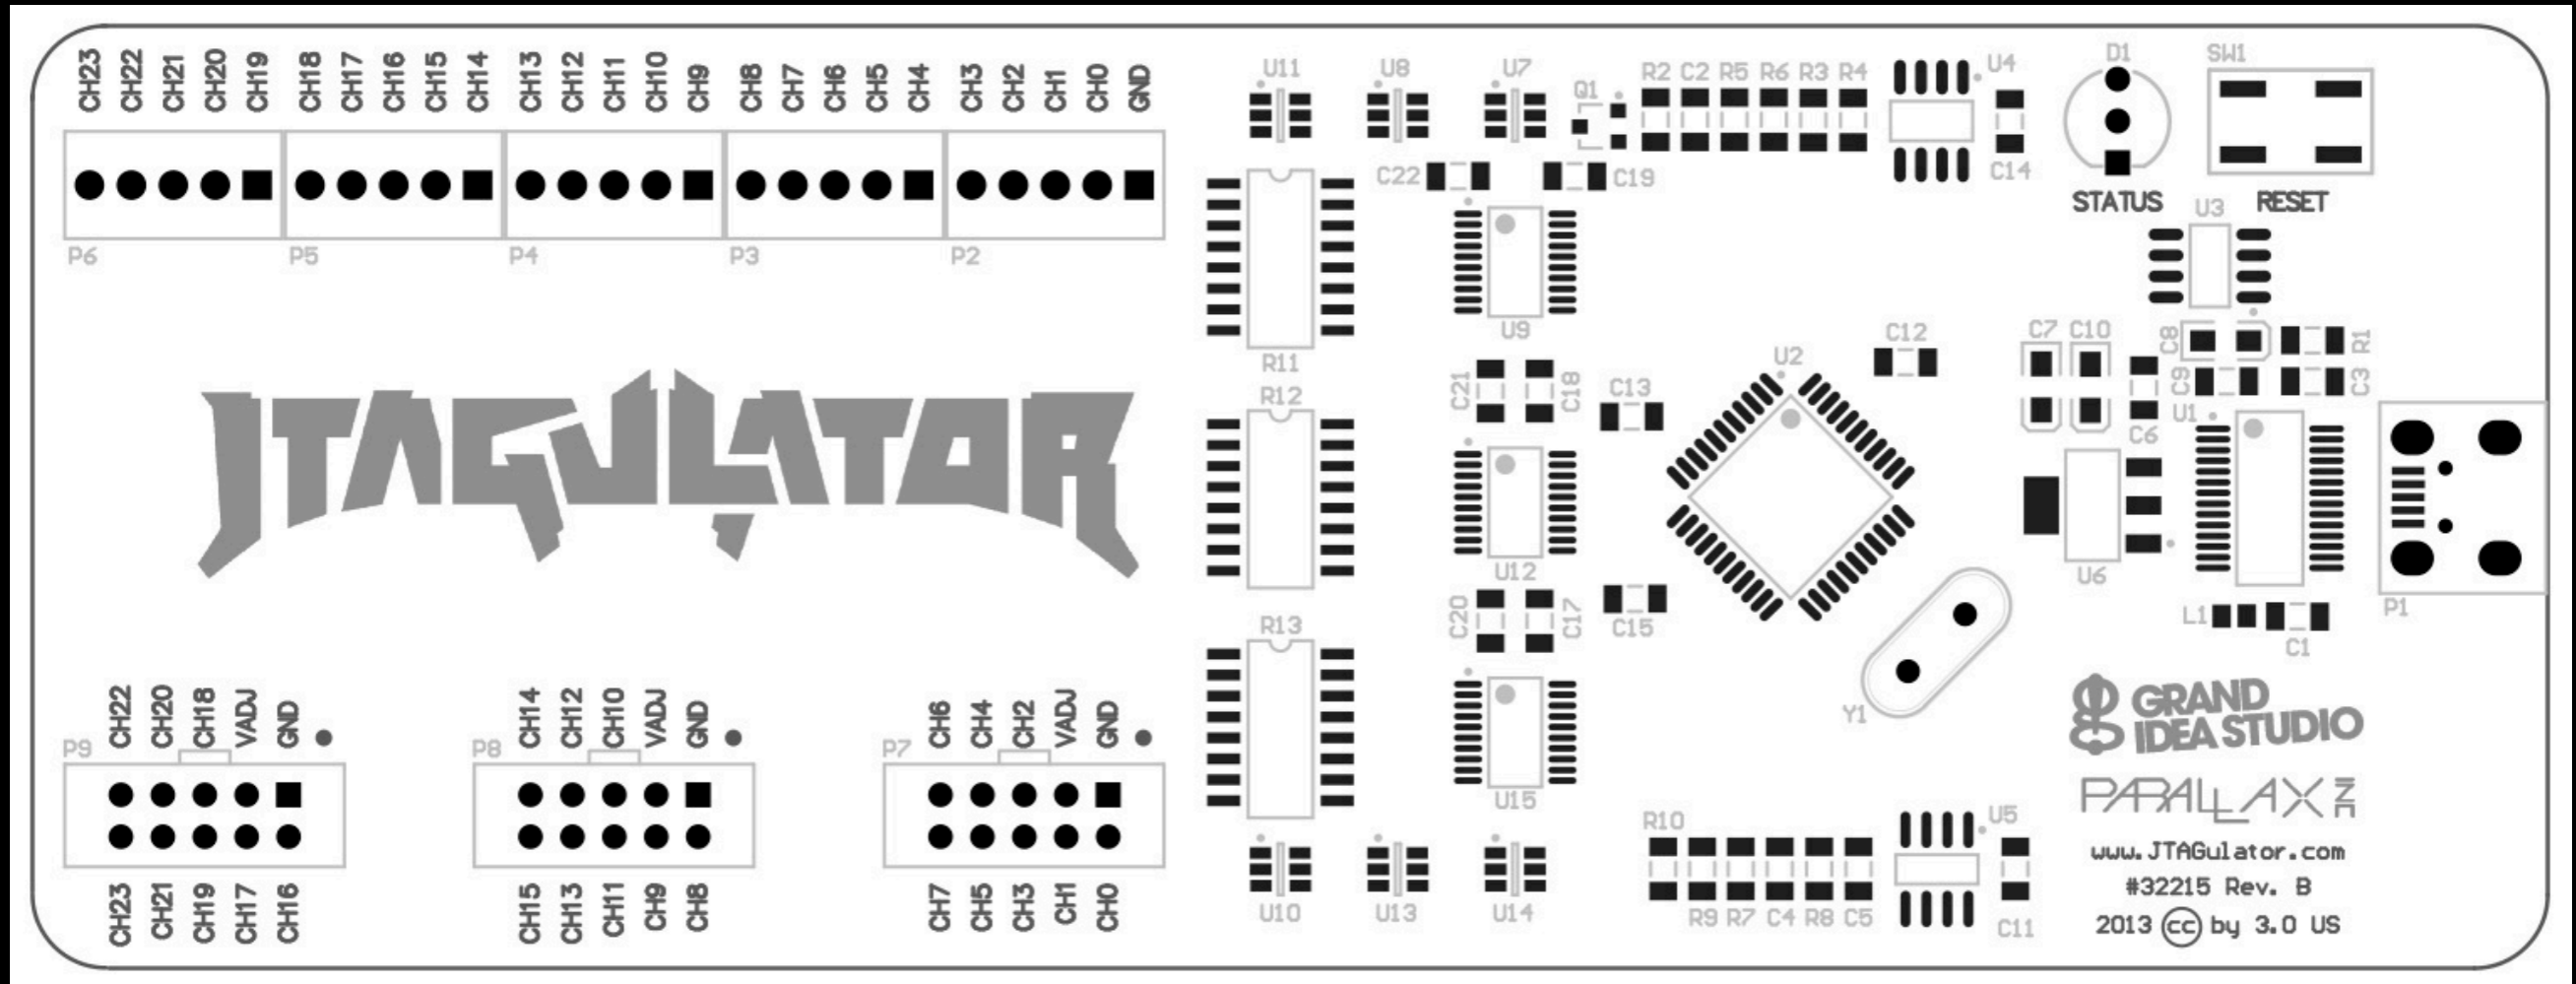 CH23 CH22 CH21 CH20 CH19 CH18 CH17 CH16 CH15 CH14 CH13 CH12 CH11 CH10 CH9 CH8 CH7 CH6 CH5 CH4 CH3 CH2 CH1 CH0 GND
P6 P5 P4 P3 P2
JTAGULATOR
P9 CH22 CH20 CH18 VADJ GND
CH23 CH21 CH19 CH17 CH16
P8 CH14 CH12 CH10 VADJ GND
CH15 CH13 CH11 CH9 CH8
P7 CH6 CH4 CH2 VADJ GND
CH7 CH5 CH3 CH1 CH0
U11 U8 U7
Q1 R2 C2 R5 R6 R3 R4 U4
D1 SW1
C22 C19 C14
STATUS RESET
U3
U9
R11
C12
U2
C7 C10 C8 R1
C21 C18 C13
R12
C9 C3
U1
C6
U12
U6
C20 C17 C15
R13
L1 C1 P1
Y1
GRAND
IDEA STUDIO
U15
PARALLAX INC
R10 U5
www.JTAGulator.com
#32215 Rev. B
U10 U13 U14
R9 R7 C4 R8 C5 C11
2013 cc by 3.0 US